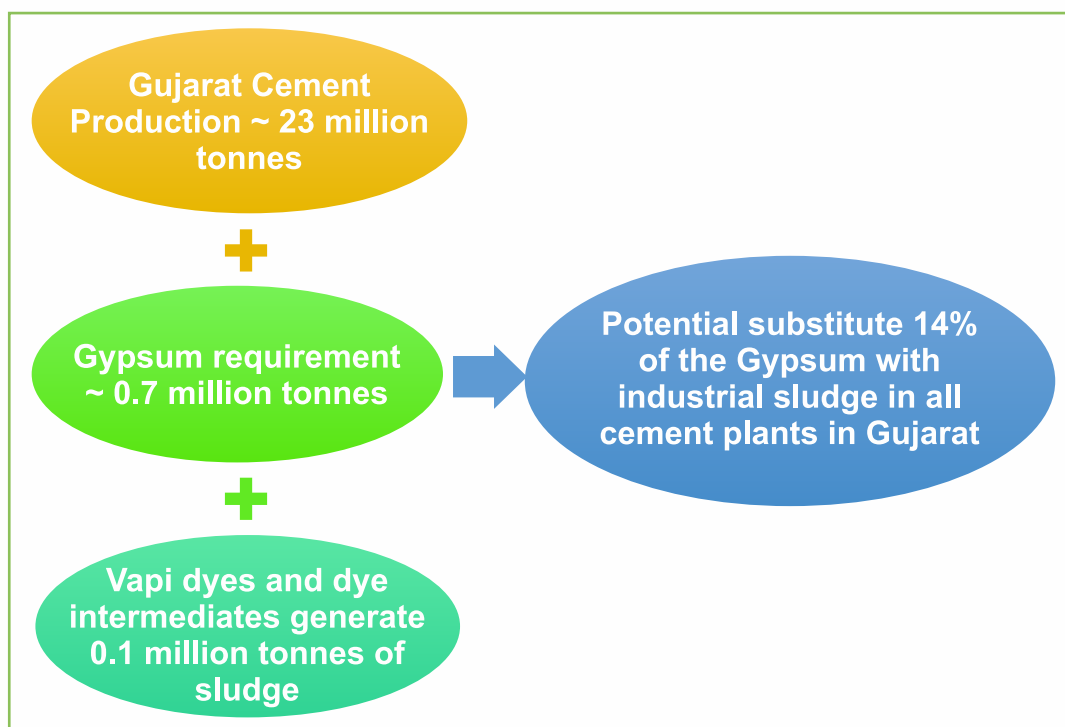 Gujarat Cement
Production ~ 23 million
tonnes
Gypsum requirement
~ 0.7 million tonnes
Vapi dyes and dye
intermediates generate
0.1 million tonnes of
sludge
Potential substitute 14%
of the Gypsum with
industrial sludge in all
cement plants in Gujarat